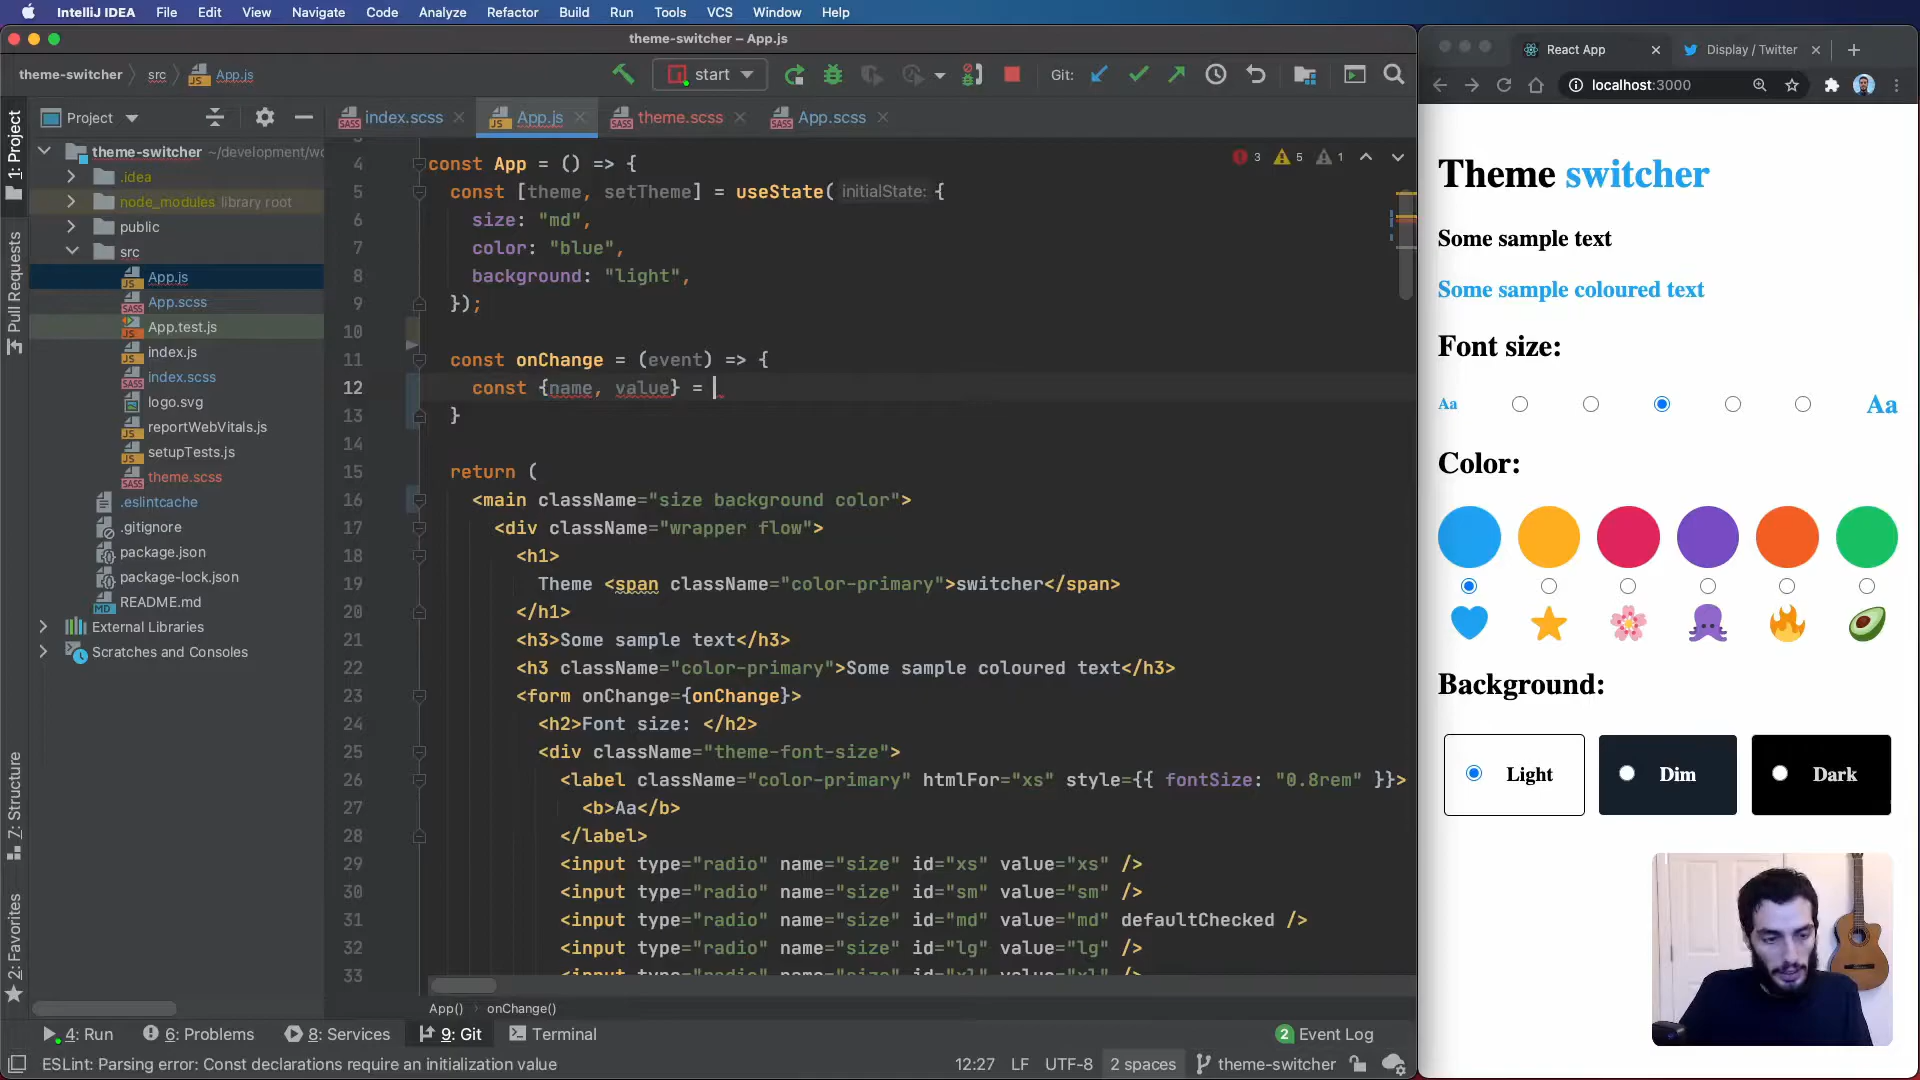 IntelliJ IDEA File Edit View Navigate Code Analyze Refactor Build Run Tools VCS Window Help
theme-switcher – App.js
theme-switcher src App.js
start
Git:
1: Project
Pull Requests
7: Structure
2: Favorites
Project
theme-switcher ~/development/wo
.idea
node_modules library root
public
src
App.js
App.scss
App.test.js
index.js
index.scss
logo.svg
reportWebVitals.js
setupTests.js
theme.scss
.eslintcache
.gitignore
package.json
package-lock.json
README.md
External Libraries
Scratches and Consoles
index.scss App.js theme.scss App.scss
3 5 1
4 const App = () => {
5 const [theme, setTheme] = useState( initialState: {
6 size: "md",
7 color: "blue",
8 background: "light",
9 });
10
11 const onChange = (event) => {
12 const {name, value} =
13 }
14
15 return (
16 <main className="size background color">
17 <div className="wrapper flow">
18 <h1>
19 Theme <span className="color-primary">switcher</span>
20 </h1>
21 <h3>Some sample text</h3>
22 <h3 className="color-primary">Some sample coloured text</h3>
23 <form onChange={onChange}>
24 <h2>Font size: </h2>
25 <div className="theme-font-size">
26 <label className="color-primary" htmlFor="xs" style={{ fontSize: "0.8rem" }}>
27 <b>Aa</b>
28 </label>
29 <input type="radio" name="size" id="xs" value="xs" />
30 <input type="radio" name="size" id="sm" value="sm" />
31 <input type="radio" name="size" id="md" value="md" defaultChecked />
32 <input type="radio" name="size" id="lg" value="lg" />
33 <input type="radio" name="size" id="xl" value="xl" />
App() onChange()
4: Run 6: Problems 8: Services 9: Git Terminal 2 Event Log
ESLint: Parsing error: Const declarations require an initialization value 12:27 LF UTF-8 2 spaces theme-switcher
React App Display / Twitter
localhost:3000
Theme switcher
Some sample text
Some sample coloured text
Font size:
Aa Aa
Color:
Background:
Light Dim Dark